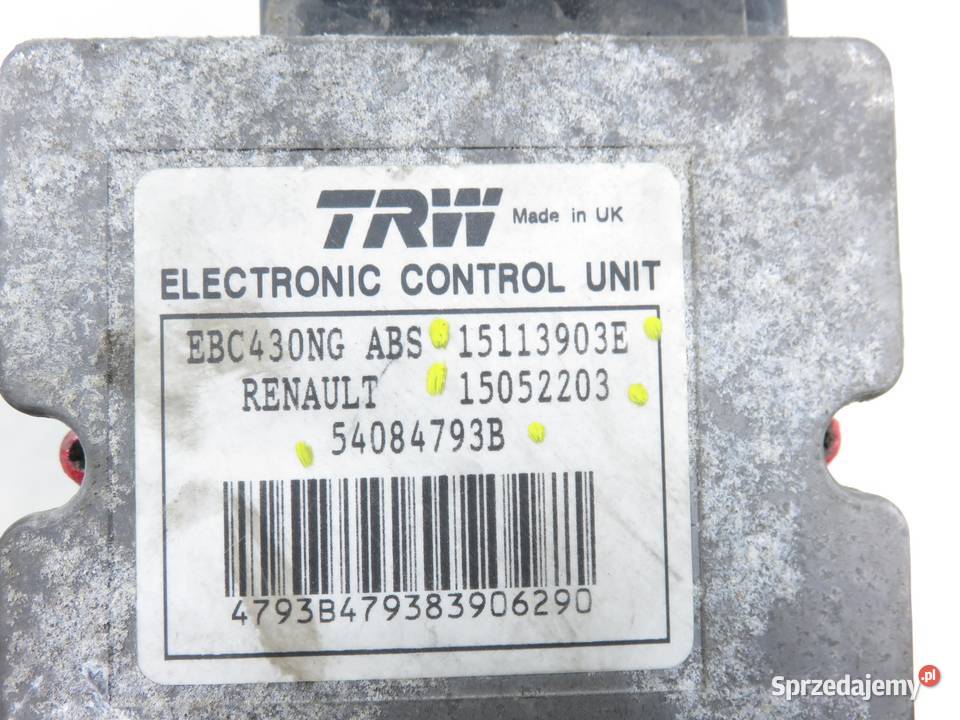 TRW Made in UK
ELECTRONIC CONTROL UNIT
EBC430NG ABS 15113903E
RENAULT 15052203
54084793B
4793B479383906290
Sprzedajemy.pl